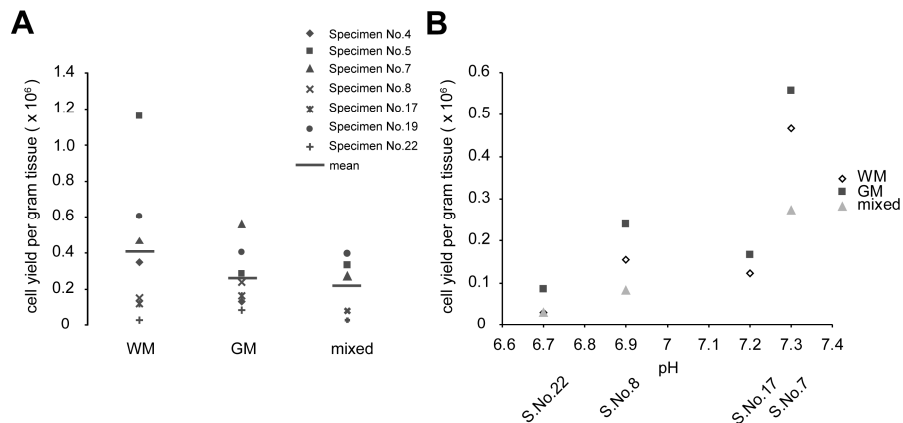 A
Specimen No.4
Specimen No.5
Specimen No.7
Specimen No.8
Specimen No.17
Specimen No.19
Specimen No.22
mean
cell yield per gram tissue ( x 10⁶)
1.4
1.2
1.0
0.8
0.6
0.4
0.2
0
WM
GM
mixed
B
cell yield per gram tissue ( x 10⁶)
0.6
0.5
0.4
0.3
0.2
0.1
0
6.6
6.7
6.8
6.9
7
7.1
7.2
7.3
7.4
pH
S.No.22
S.No.8
S.No.17
S.No.7
WM
GM
mixed